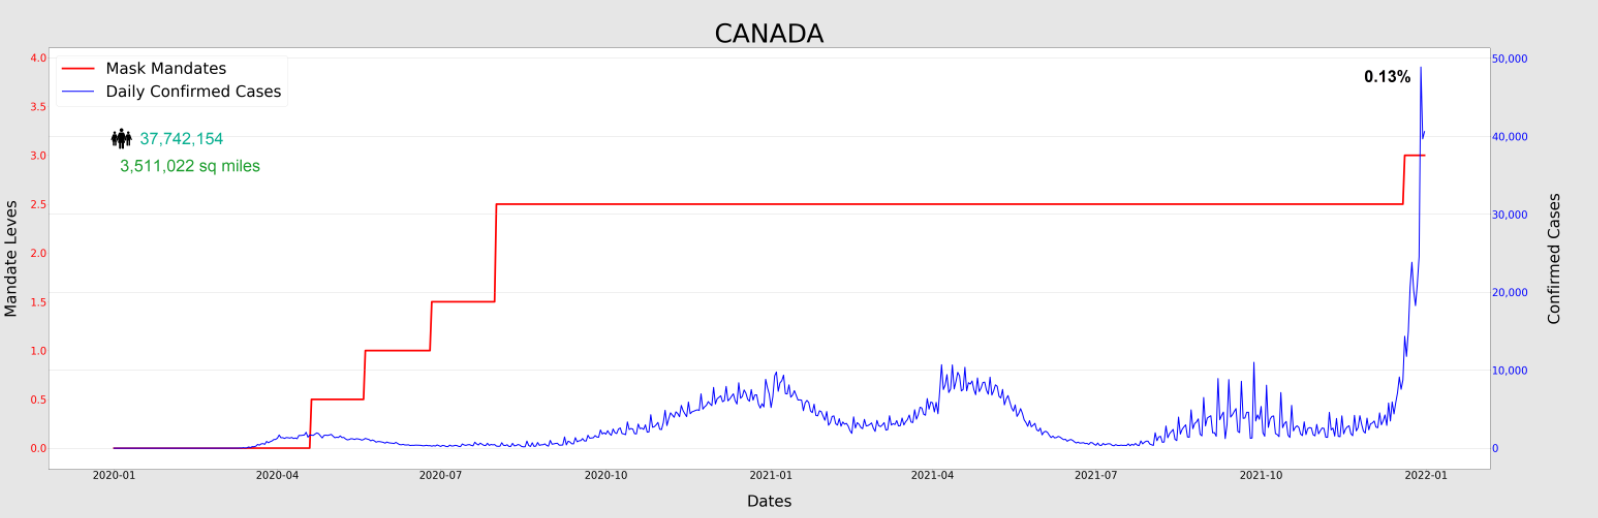 CANADA
Mask Mandates
Daily Confirmed Cases
37,742,154
3,511,022 sq miles
0.13%
Mandate Leves
4.0
3.5
3.0
2.5
2.0
1.5
1.0
0.5
0.0
50,000
40,000
30,000
20,000
10,000
0
Confirmed Cases
2020-01 2020-04 2020-07 2020-10 2021-01 2021-04 2021-07 2021-10 2022-01
Dates